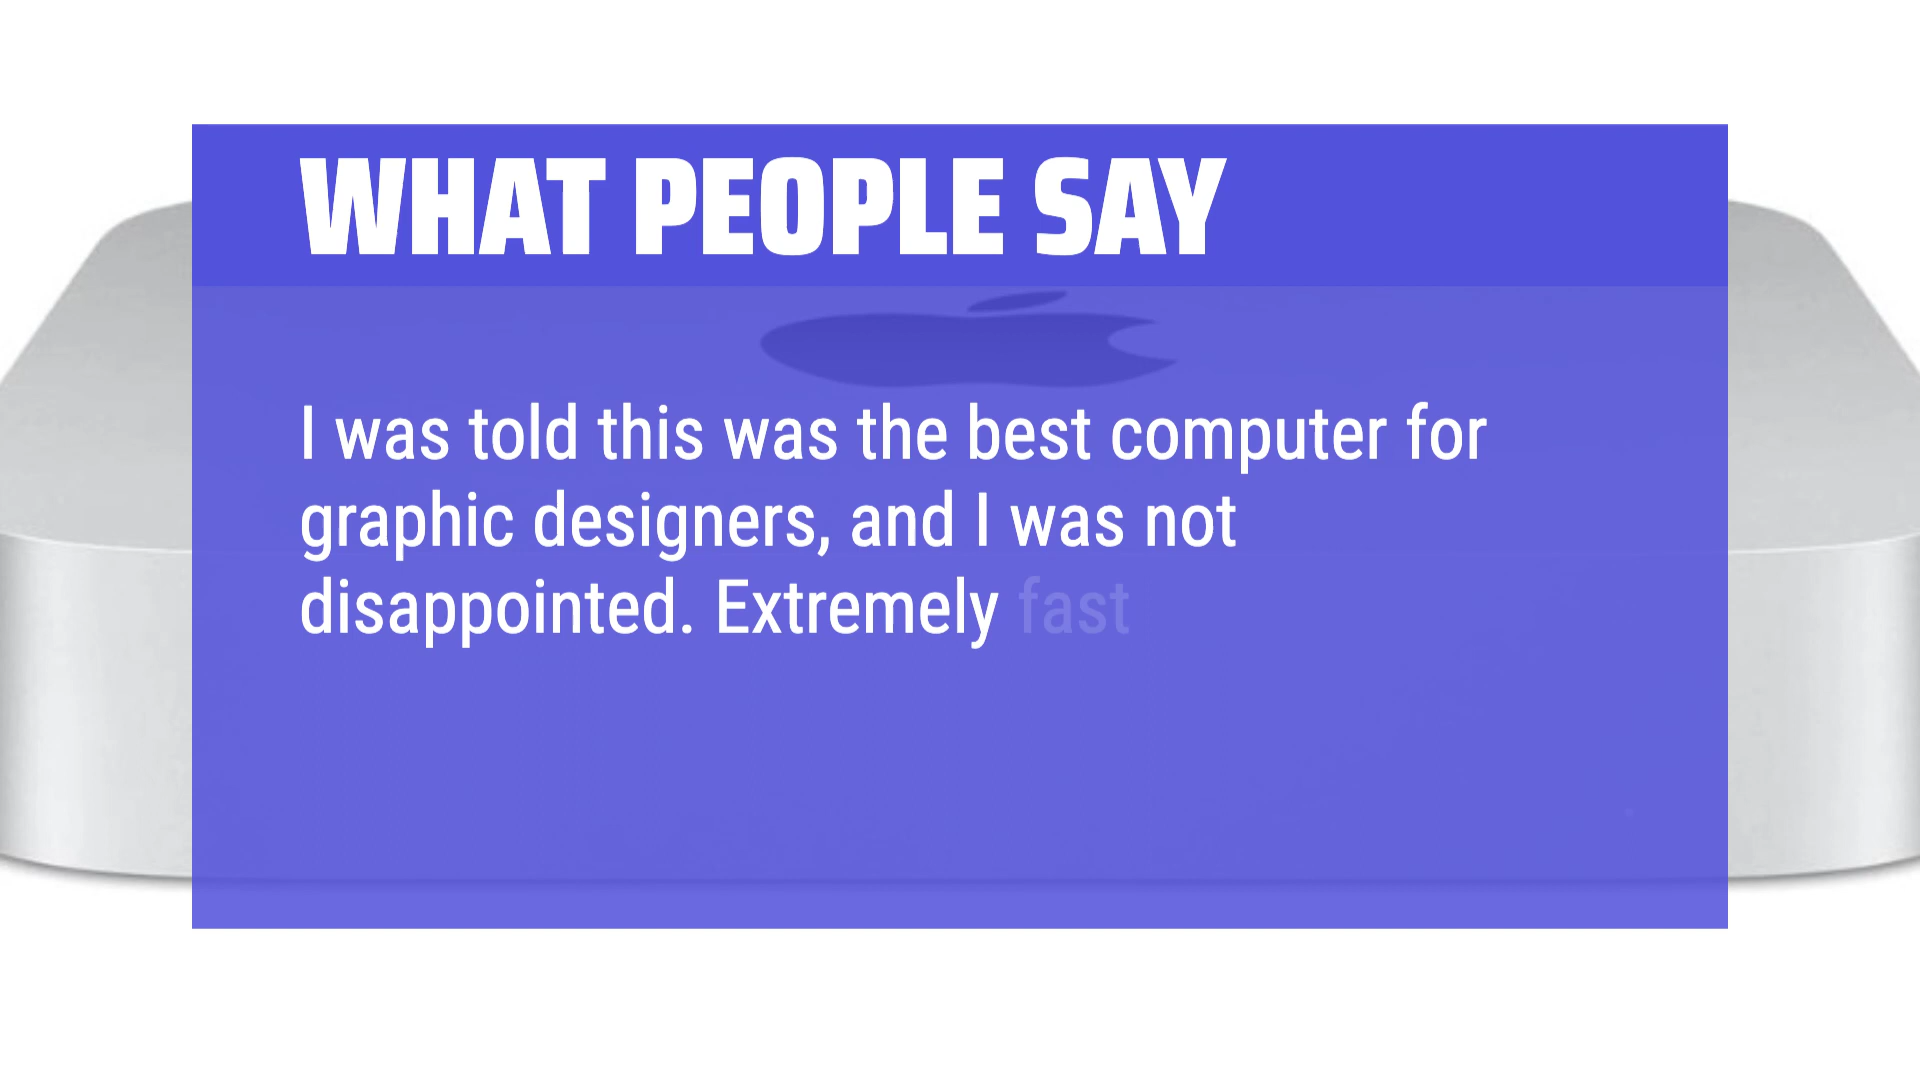 WHAT PEOPLE SAY
I was told this was the best computer for
graphic designers, and I was not
disappointed. Extremely fast